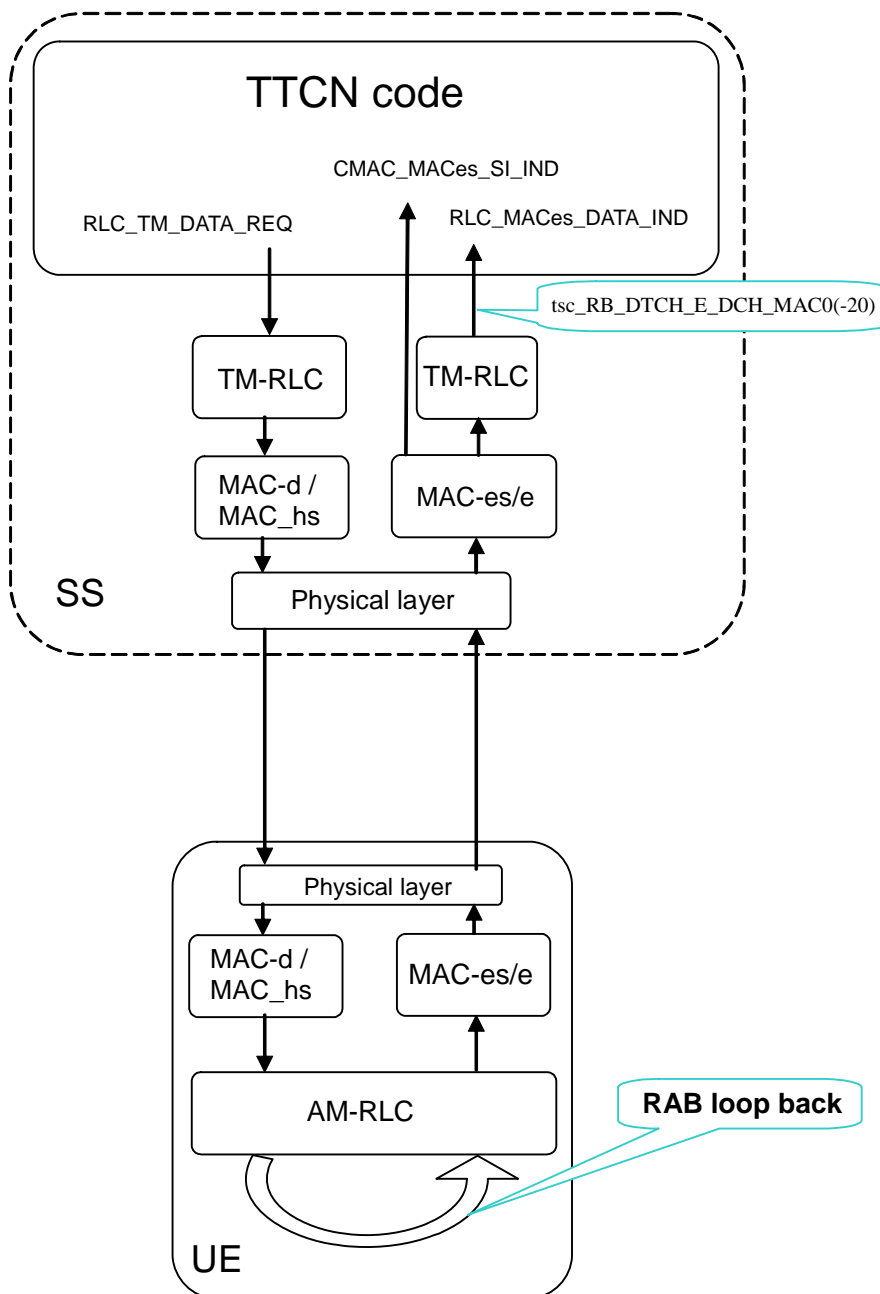 TTCN code
CMAC_MACes_SI_IND
RLC_TM_DATA_REQ
RLC_MACes_DATA_IND
tsc_RB_DTCH_E_DCH_MAC0(-20)
TM-RLC
TM-RLC
MAC-d /
MAC_hs
MAC-es/e
SS
Physical layer
Physical layer
MAC-d /
MAC_hs
MAC-es/e
AM-RLC
RAB loop back
UE